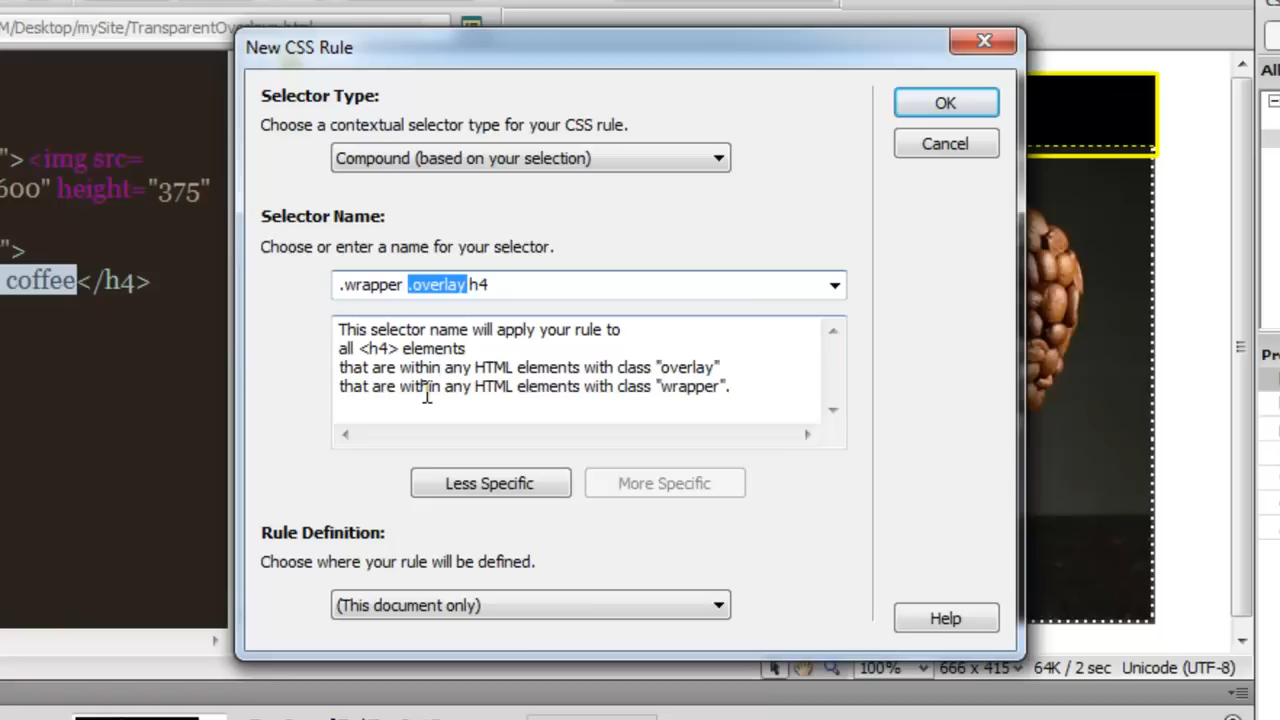 M/Desktop/mySite/TransparentOverlays.html
New CSS Rule
Selector Type:
Choose a contextual selector type for your CSS rule.
Compound (based on your selection)
OK
Cancel
Selector Name:
Choose or enter a name for your selector.
.wrapper .overlay h4
This selector name will apply your rule to
all <h4> elements
that are within any HTML elements with class "overlay"
that are within any HTML elements with class "wrapper".
Less Specific
More Specific
Rule Definition:
Choose where your rule will be defined.
(This document only)
Help
"><img src=
600" height="375"
">
coffee</h4>
All
Pr
100%
666 x 415
64K / 2 sec
Unicode (UTF-8)